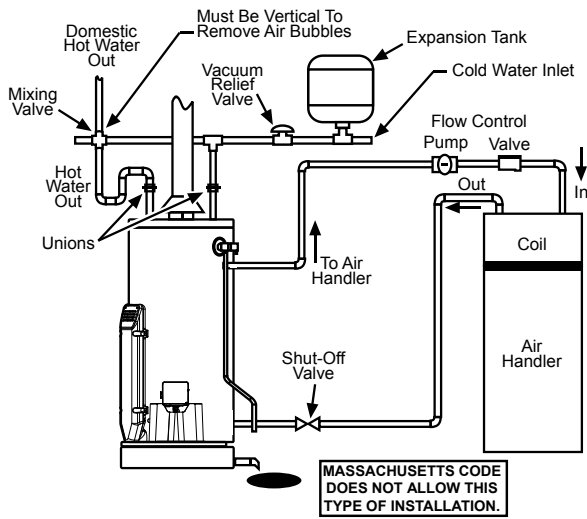 Must Be Vertical To
Remove Air Bubbles
Domestic
Hot Water
Out
Expansion Tank
Vacuum
Relief
Valve
Cold Water Inlet
Mixing
Valve
Flow Control
Pump
Valve
Hot
Water
Out
Out
In
Unions
To Air
Handler
Coil
Air
Handler
Shut-Off
Valve
MASSACHUSETTS CODE
DOES NOT ALLOW THIS
TYPE OF INSTALLATION.